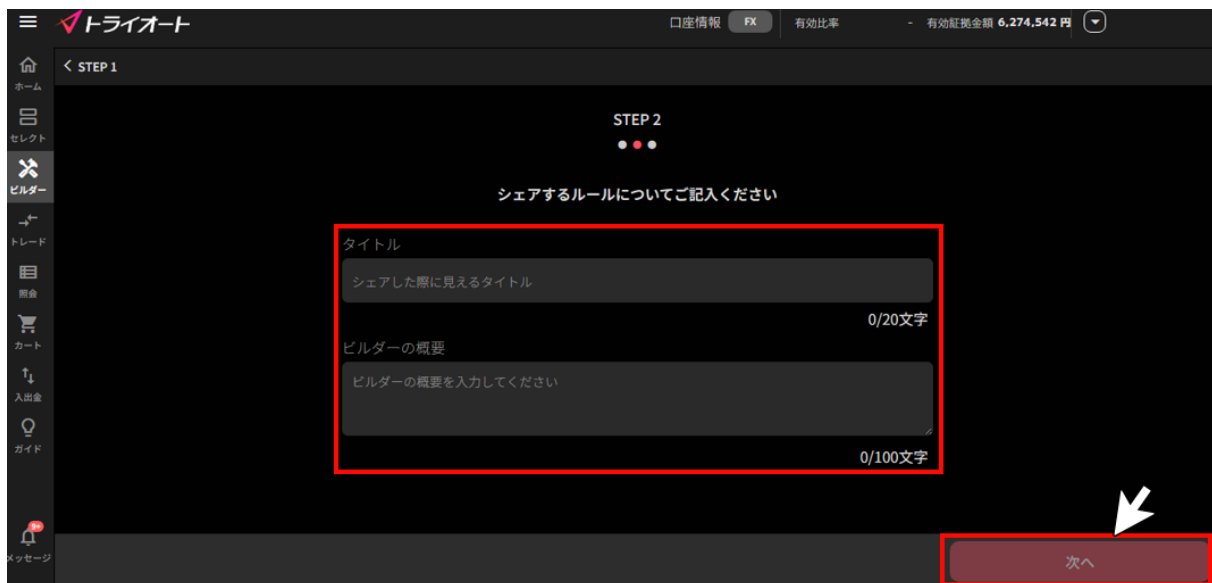 トライオート
口座情報 FX 有効比率 - 有効証拠金額 6,274,542 円
ホーム
セレクト
ビルダー
トレード
照会
カート
入出金
ガイド
9+
メッセージ
< STEP 1
STEP 2
シェアするルールについてご記入ください
タイトル
シェアした際に見えるタイトル
0/20文字
ビルダーの概要
ビルダーの概要を入力してください
0/100文字
次へ